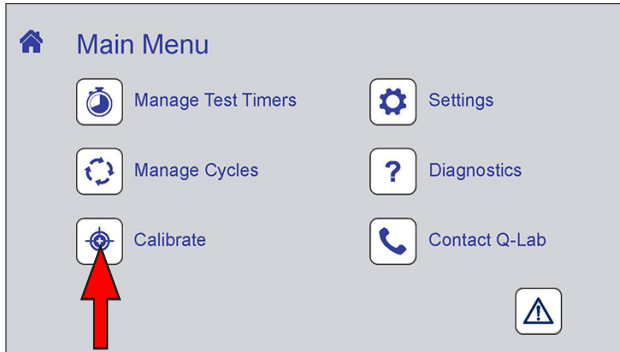 Main Menu
Manage Test Timers
Settings
Manage Cycles
? Diagnostics
Calibrate
Contact Q-Lab